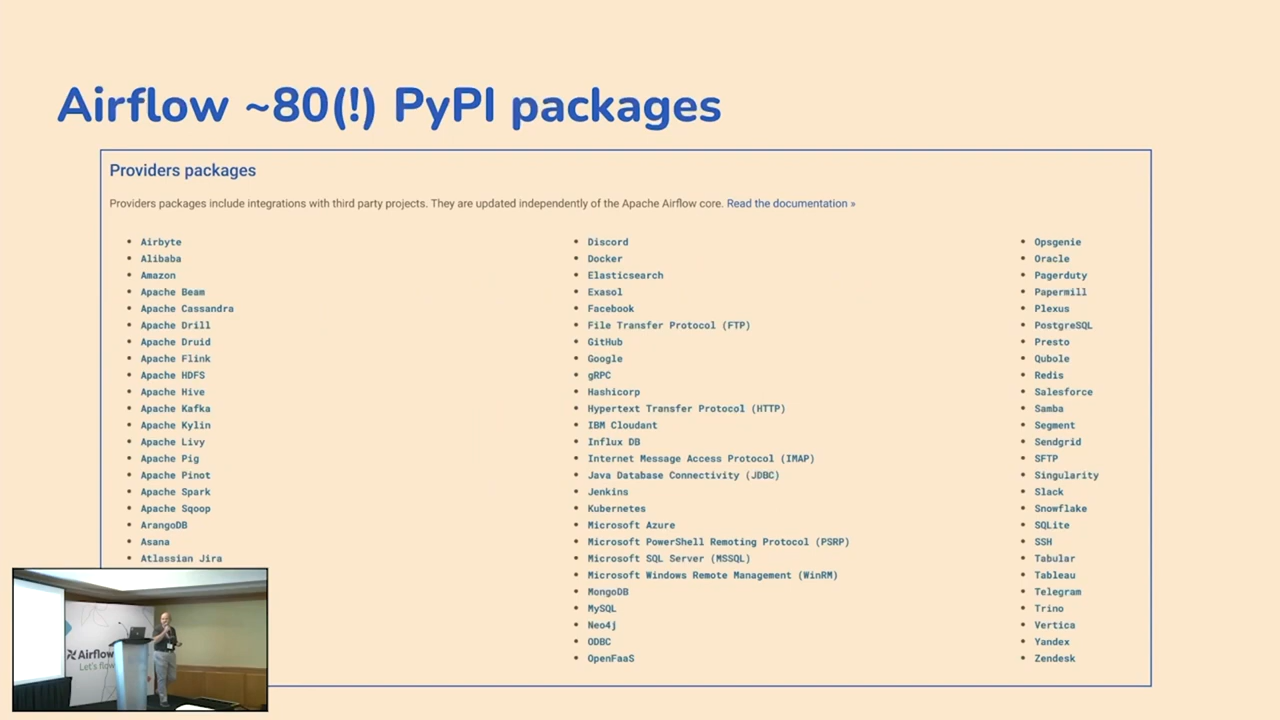 Airflow ~80(!) PyPI packages
Providers packages
Providers packages include integrations with third party projects. They are updated independently of the Apache Airflow core. Read the documentation »
• Airbyte
• Alibaba
• Amazon
• Apache Beam
• Apache Cassandra
• Apache Drill
• Apache Druid
• Apache Flink
• Apache HDFS
• Apache Hive
• Apache Kafka
• Apache Kylin
• Apache Livy
• Apache Pig
• Apache Pinot
• Apache Spark
• Apache Sqoop
• ArangoDB
• Asana
• Atlassian Jira
• Discord
• Docker
• Elasticsearch
• Exasol
• Facebook
• File Transfer Protocol (FTP)
• GitHub
• Google
• gRPC
• Hashicorp
• Hypertext Transfer Protocol (HTTP)
• IBM Cloudant
• Influx DB
• Internet Message Access Protocol (IMAP)
• Java Database Connectivity (JDBC)
• Jenkins
• Kubernetes
• Microsoft Azure
• Microsoft PowerShell Remoting Protocol (PSRP)
• Microsoft SQL Server (MSSQL)
• Microsoft Windows Remote Management (WinRM)
• MongoDB
• MySQL
• Neo4j
• ODBC
• OpenFaaS
• Opsgenie
• Oracle
• Pagerduty
• Papermill
• Plexus
• PostgreSQL
• Presto
• Qubole
• Redis
• Salesforce
• Samba
• Segment
• Sendgrid
• SFTP
• Singularity
• Slack
• Snowflake
• SQLite
• SSH
• Tabular
• Tableau
• Telegram
• Trino
• Vertica
• Yandex
• Zendesk
Airflow
Let's flow